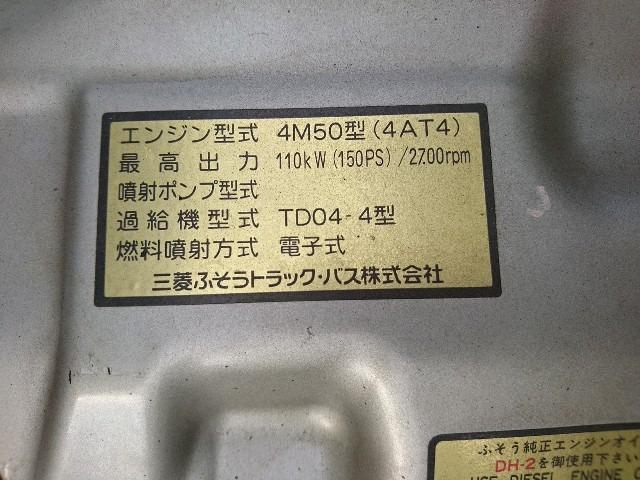 エンジン型式 4M50型(4AT4)
最高出力 110kW(150PS)/2700rpm
噴射ポンプ型式
過給機型式 TD04-4型
燃料噴射方式 電子式
三菱ふそうトラック・バス株式会社
ふそう純正エンジンオイ
DH-2を御使用下さい
USE DIESEL ENGINE